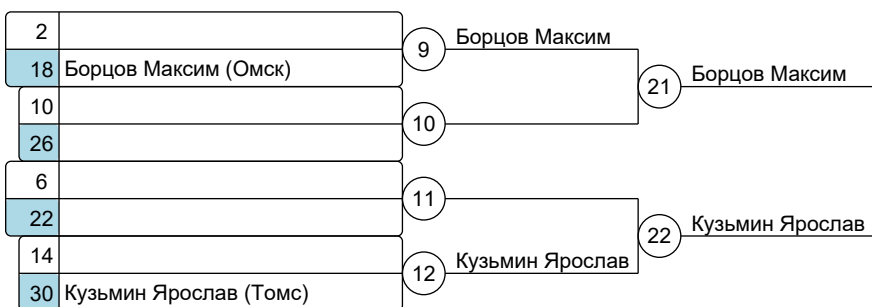 2
9 Борцов Максим
18 Борцов Максим (Омск)
21 Борцов Максим
10
10
26
6
11
22
22 Кузьмин Ярослав
14
12 Кузьмин Ярослав
30 Кузьмин Ярослав (Томс)